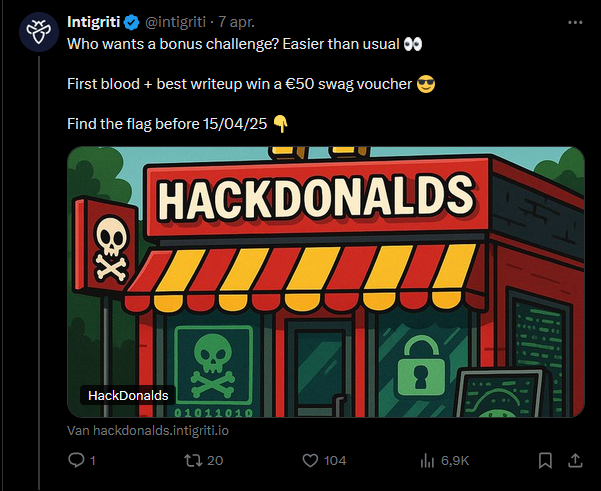 Intigriti @intigriti · 7 apr.
Who wants a bonus challenge? Easier than usual 👀
First blood + best writeup win a €50 swag voucher 😎
Find the flag before 15/04/25 👇
HACKDONALDS
01011010
HackDonalds
Van hackdonalds.intigriti.io
1 20 104 6,9K